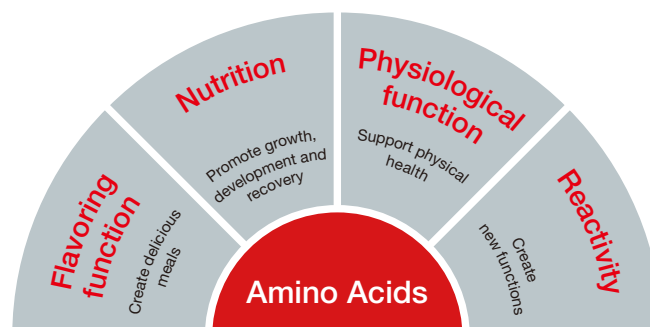 Flavoring
function
Create delicious
meals
Nutrition
Promote growth,
development and
recovery
Physiological
function
Support physical
health
Reactivity
Create
new functions
Amino Acids